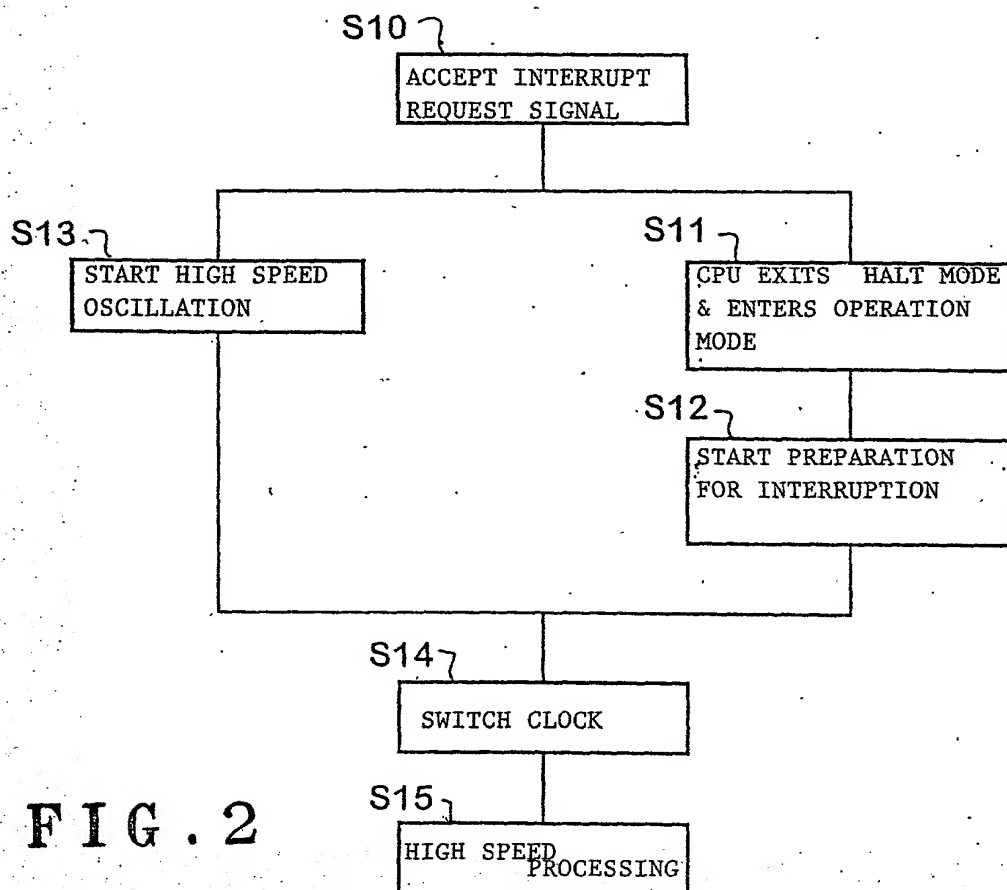 S10
ACCEPT INTERRUPT
REQUEST SIGNAL
S13
START HIGH SPEED
OSCILLATION
S11
CPU EXITS HALT MODE
& ENTERS OPERATION
MODE
S12
START PREPARATION
FOR INTERRUPTION
S14
SWITCH CLOCK
S15
HIGH SPEED PROCESSING
FIG.2